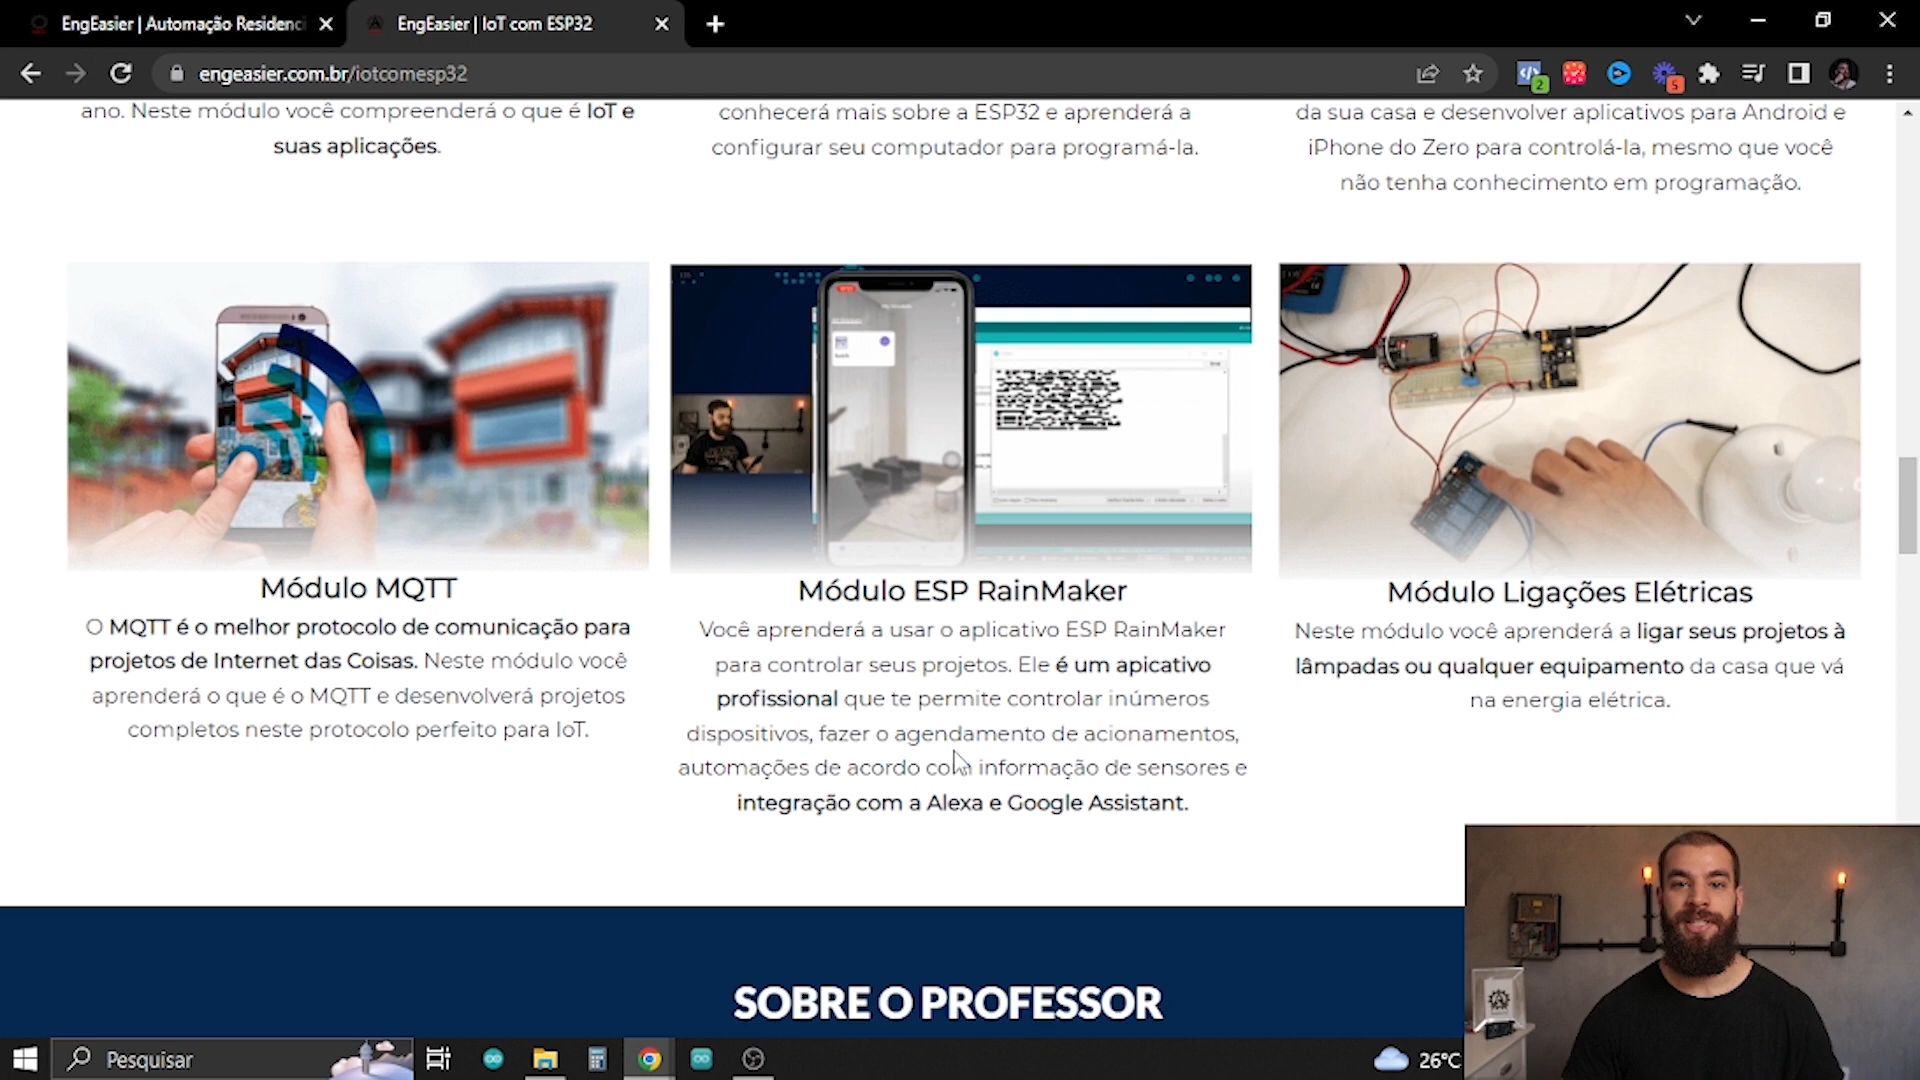 EngEasier | Automação Residenci
EngEasier | IoT com ESP32
engeasier.com.br/iotcomesp32
2
5
ano. Neste módulo você compreenderá o que é IoT e
suas aplicações.
conhecerá mais sobre a ESP32 e aprenderá a
configurar seu computador para programá-la.
da sua casa e desenvolver aplicativos para Android e
iPhone do Zero para controlá-la, mesmo que você
não tenha conhecimento em programação.
Módulo MQTT
O MQTT é o melhor protocolo de comunicação para
projetos de Internet das Coisas. Neste módulo você
aprenderá o que é o MQTT e desenvolverá projetos
completos neste protocolo perfeito para IoT.
Módulo ESP RainMaker
Você aprenderá a usar o aplicativo ESP RainMaker
para controlar seus projetos. Ele é um apicativo
profissional que te permite controlar inúmeros
dispositivos, fazer o agendamento de acionamentos,
automações de acordo com informação de sensores e
integração com a Alexa e Google Assistant.
Módulo Ligações Elétricas
Neste módulo você aprenderá a ligar seus projetos à
lâmpadas ou qualquer equipamento da casa que vá
na energia elétrica.
SOBRE O PROFESSOR
Pesquisar
26°C